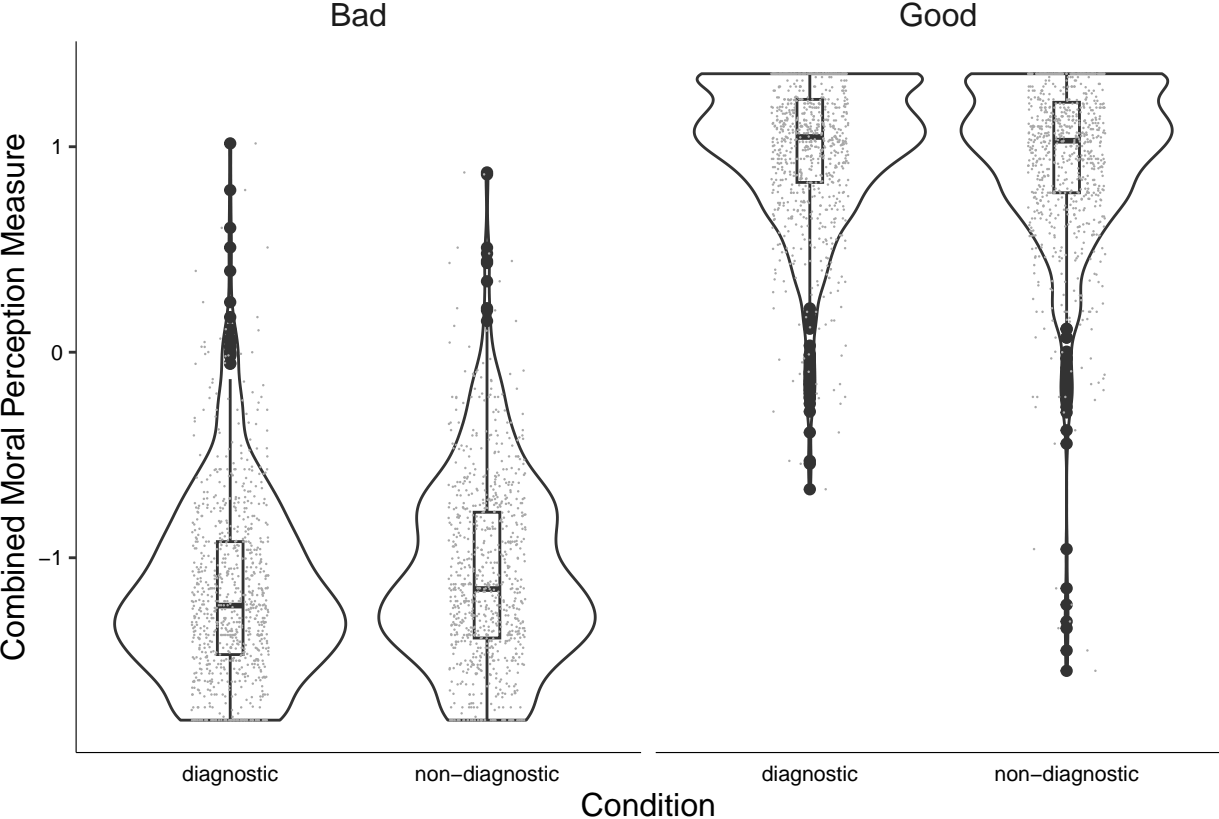 Bad
Good
Combined Moral Perception Measure
1
0
−1
diagnostic
non−diagnostic
diagnostic
non−diagnostic
Condition